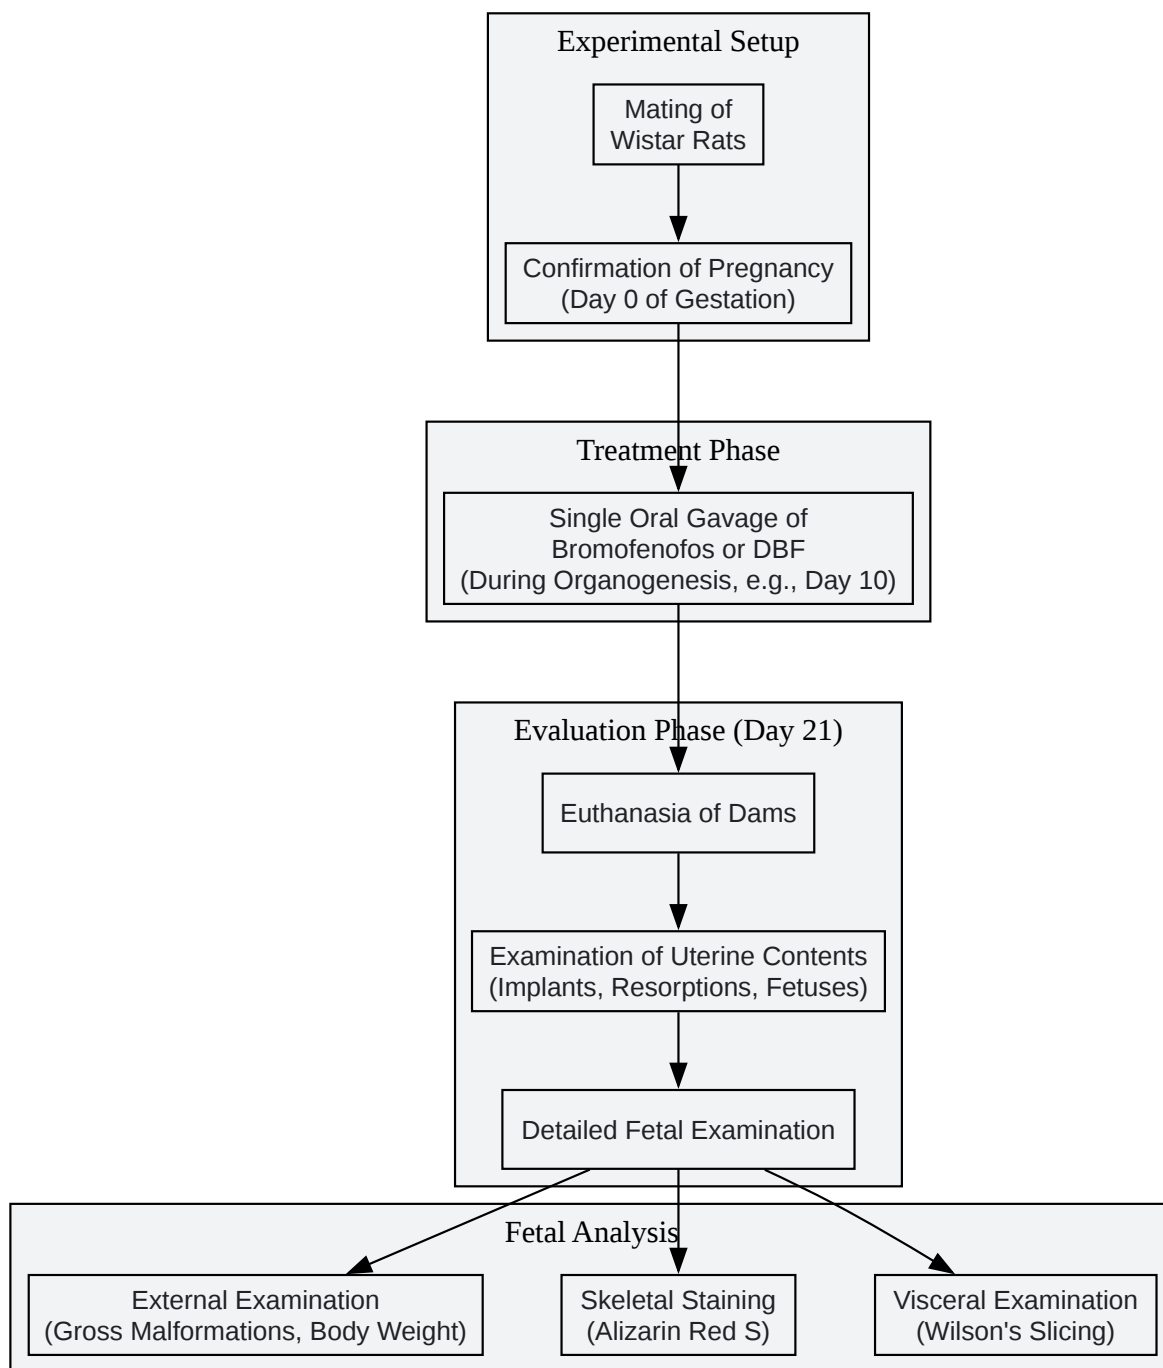 Experimental Setup
Mating of
Wistar Rats
Confirmation of Pregnancy
(Day 0 of Gestation)
Treatment Phase
Single Oral Gavage of
Bromofenofos or DBF
(During Organogenesis, e.g., Day 10)
Evaluation Phase (Day 21)
Euthanasia of Dams
Examination of Uterine Contents
(Implants, Resorptions, Fetuses)
Detailed Fetal Examination
Fetal Analysis
External Examination
(Gross Malformations, Body Weight)
Skeletal Staining
(Alizarin Red S)
Visceral Examination
(Wilson's Slicing)